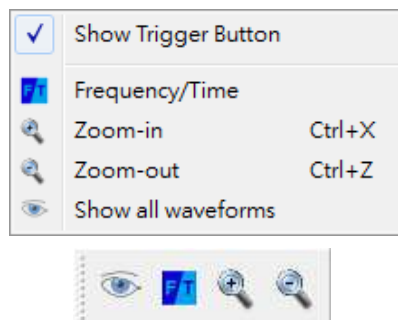 Show Trigger Button
F/T Frequency/Time
Zoom-in Ctrl+X
Zoom-out Ctrl+Z
Show all waveforms
F/T